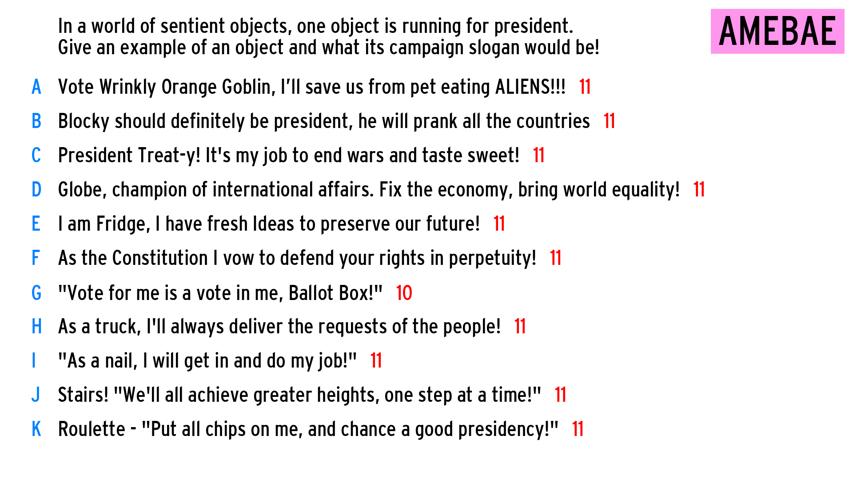 In a world of sentient objects, one object is running for president.
Give an example of an object and what its campaign slogan would be!
AMEBAE
A Vote Wrinkly Orange Goblin, I'll save us from pet eating ALIENS!!! 11
B Blocky should definitely be president, he will prank all the countries 11
C President Treat-y! It's my job to end wars and taste sweet! 11
D Globe, champion of international affairs. Fix the economy, bring world equality! 11
E I am Fridge, I have fresh Ideas to preserve our future! 11
F As the Constitution I vow to defend your rights in perpetuity! 11
G "Vote for me is a vote in me, Ballot Box!" 10
H As a truck, I'll always deliver the requests of the people! 11
I "As a nail, I will get in and do my job!" 11
J Stairs! "We'll all achieve greater heights, one step at a time!" 11
K Roulette - "Put all chips on me, and chance a good presidency!" 11